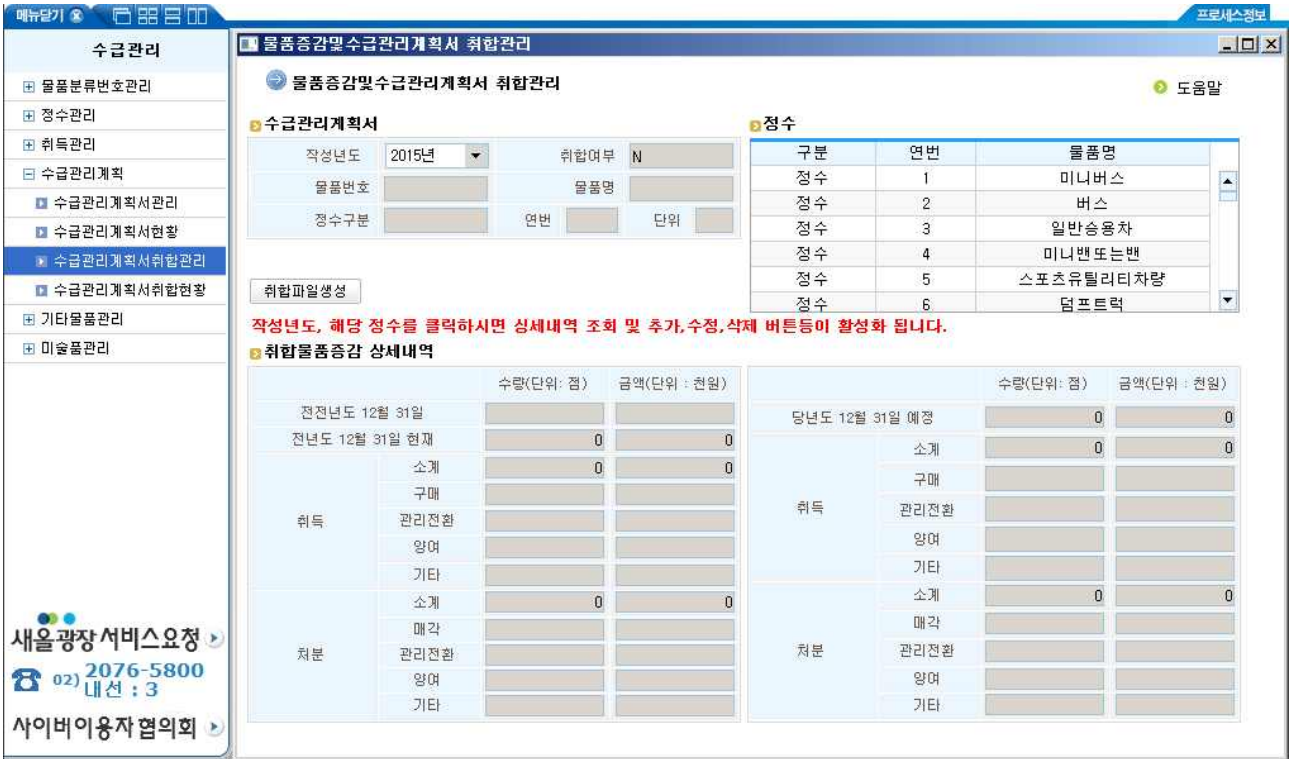 메뉴닫기
프로세스정보
수급관리
물품분류번호관리
정수관리
취득관리
수급관리계획
수급관리계획서관리
수급관리계획서현황
수급관리계획서취합관리
수급관리계획서취합현황
기타물품관리
미술품관리
새올광장 서비스요청
02) 2076-5800
내선 : 3
사이버이용자협의회
물품증감및수급관리계획서 취합관리
물품증감및수급관리계획서 취합관리
도움말
수급관리계획서
작성년도 2015년 취합여부 N
물품번호 물품명
정수구분 연번 단위
취합파일생성
정수
구분 연번 물품명
정수 1 미니버스
정수 2 버스
정수 3 일반승용차
정수 4 미니밴또는밴
정수 5 스포츠유틸리티차량
정수 6 덤프트럭
작성년도, 해당 정수를 클릭하시면 상세내역 조회 및 추가,수정,삭제 버튼등이 활성화 됩니다.
취합물품증감 상세내역
수량(단위: 점) 금액(단위 : 천원)
전전년도 12월 31일
전년도 12월 31일 현재 0 0
취득
소계 0 0
구매
관리전환
양여
기타
처분
소계 0 0
매각
관리전환
양여
기타
수량(단위: 점) 금액(단위 : 천원)
당년도 12월 31일 예정 0 0
취득
소계 0 0
구매
관리전환
양여
기타
처분
소계 0 0
매각
관리전환
양여
기타